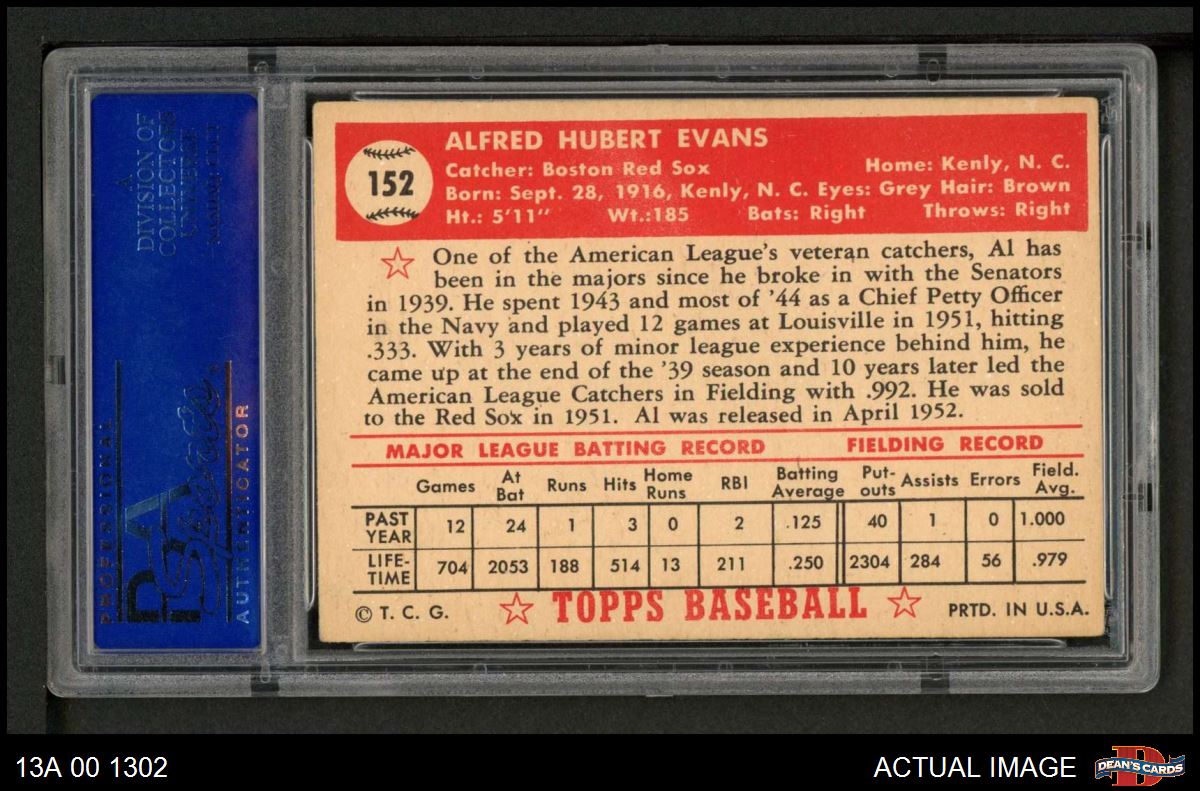 A
DIVISION OF
COLLECTORS
UNIVERSE
PROFESSIONAL
PSA
AUTHENTICATOR
152
ALFRED HUBERT EVANS
Catcher: Boston Red Sox Home: Kenly, N. C.
Born: Sept. 28, 1916, Kenly, N. C. Eyes: Grey Hair: Brown
Ht.: 5'11" Wt.:185 Bats: Right Throws: Right
One of the American League's veteran catchers, Al has
been in the majors since he broke in with the Senators
in 1939. He spent 1943 and most of '44 as a Chief Petty Officer
in the Navy and played 12 games at Louisville in 1951, hitting
.333. With 3 years of minor league experience behind him, he
came up at the end of the '39 season and 10 years later led the
American League Catchers in Fielding with .992. He was sold
to the Red Sox in 1951. Al was released in April 1952.
MAJOR LEAGUE BATTING RECORD FIELDING RECORD
Games At Bat Runs Hits Home Runs RBI Batting Average Put-outs Assists Errors Field. Avg.
PAST YEAR 12 24 1 3 0 2 .125 40 1 0 1.000
LIFE-TIME 704 2053 188 514 13 211 .250 2304 284 56 .979
© T. C. G. TOPPS BASEBALL PRTD. IN U.S.A.
13A 00 1302 ACTUAL IMAGE DEAN'S CARDS